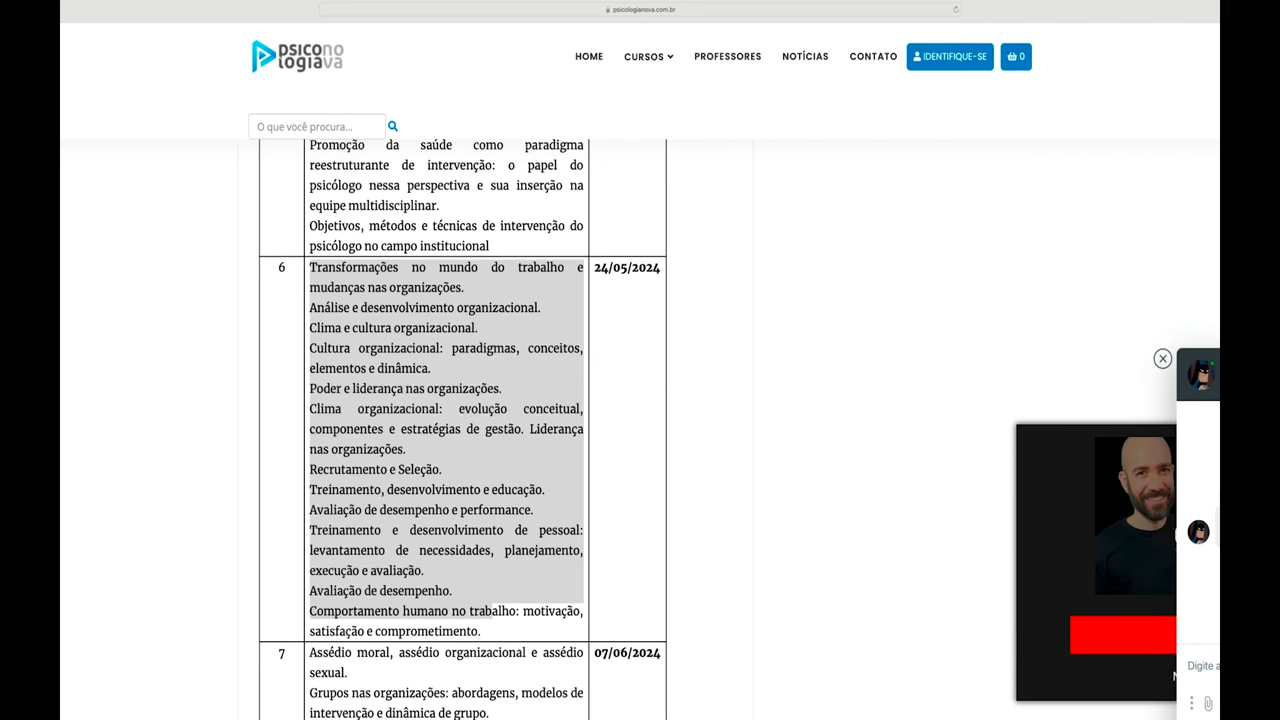 psicologianova.com.br
psicono
logiava
HOME
CURSOS
PROFESSORES
NOTÍCIAS
CONTATO
IDENTIFIQUE-SE
0
O que você procura...
Promoção da saúde como paradigma
reestruturante de intervenção: o papel do
psicólogo nessa perspectiva e sua inserção na
equipe multidisciplinar.
Objetivos, métodos e técnicas de intervenção do
psicólogo no campo institucional
6
Transformações no mundo do trabalho e
mudanças nas organizações.
Análise e desenvolvimento organizacional.
Clima e cultura organizacional.
Cultura organizacional: paradigmas, conceitos,
elementos e dinâmica.
Poder e liderança nas organizações.
Clima organizacional: evolução conceitual,
componentes e estratégias de gestão. Liderança
nas organizações.
Recrutamento e Seleção.
Treinamento, desenvolvimento e educação.
Avaliação de desempenho e performance.
Treinamento e desenvolvimento de pessoal:
levantamento de necessidades, planejamento,
execução e avaliação.
Avaliação de desempenho.
Comportamento humano no trabalho: motivação,
satisfação e comprometimento.
24/05/2024
7
Assédio moral, assédio organizacional e assédio
sexual.
Grupos nas organizações: abordagens, modelos de
intervenção e dinâmica de grupo.
07/06/2024
Digite a